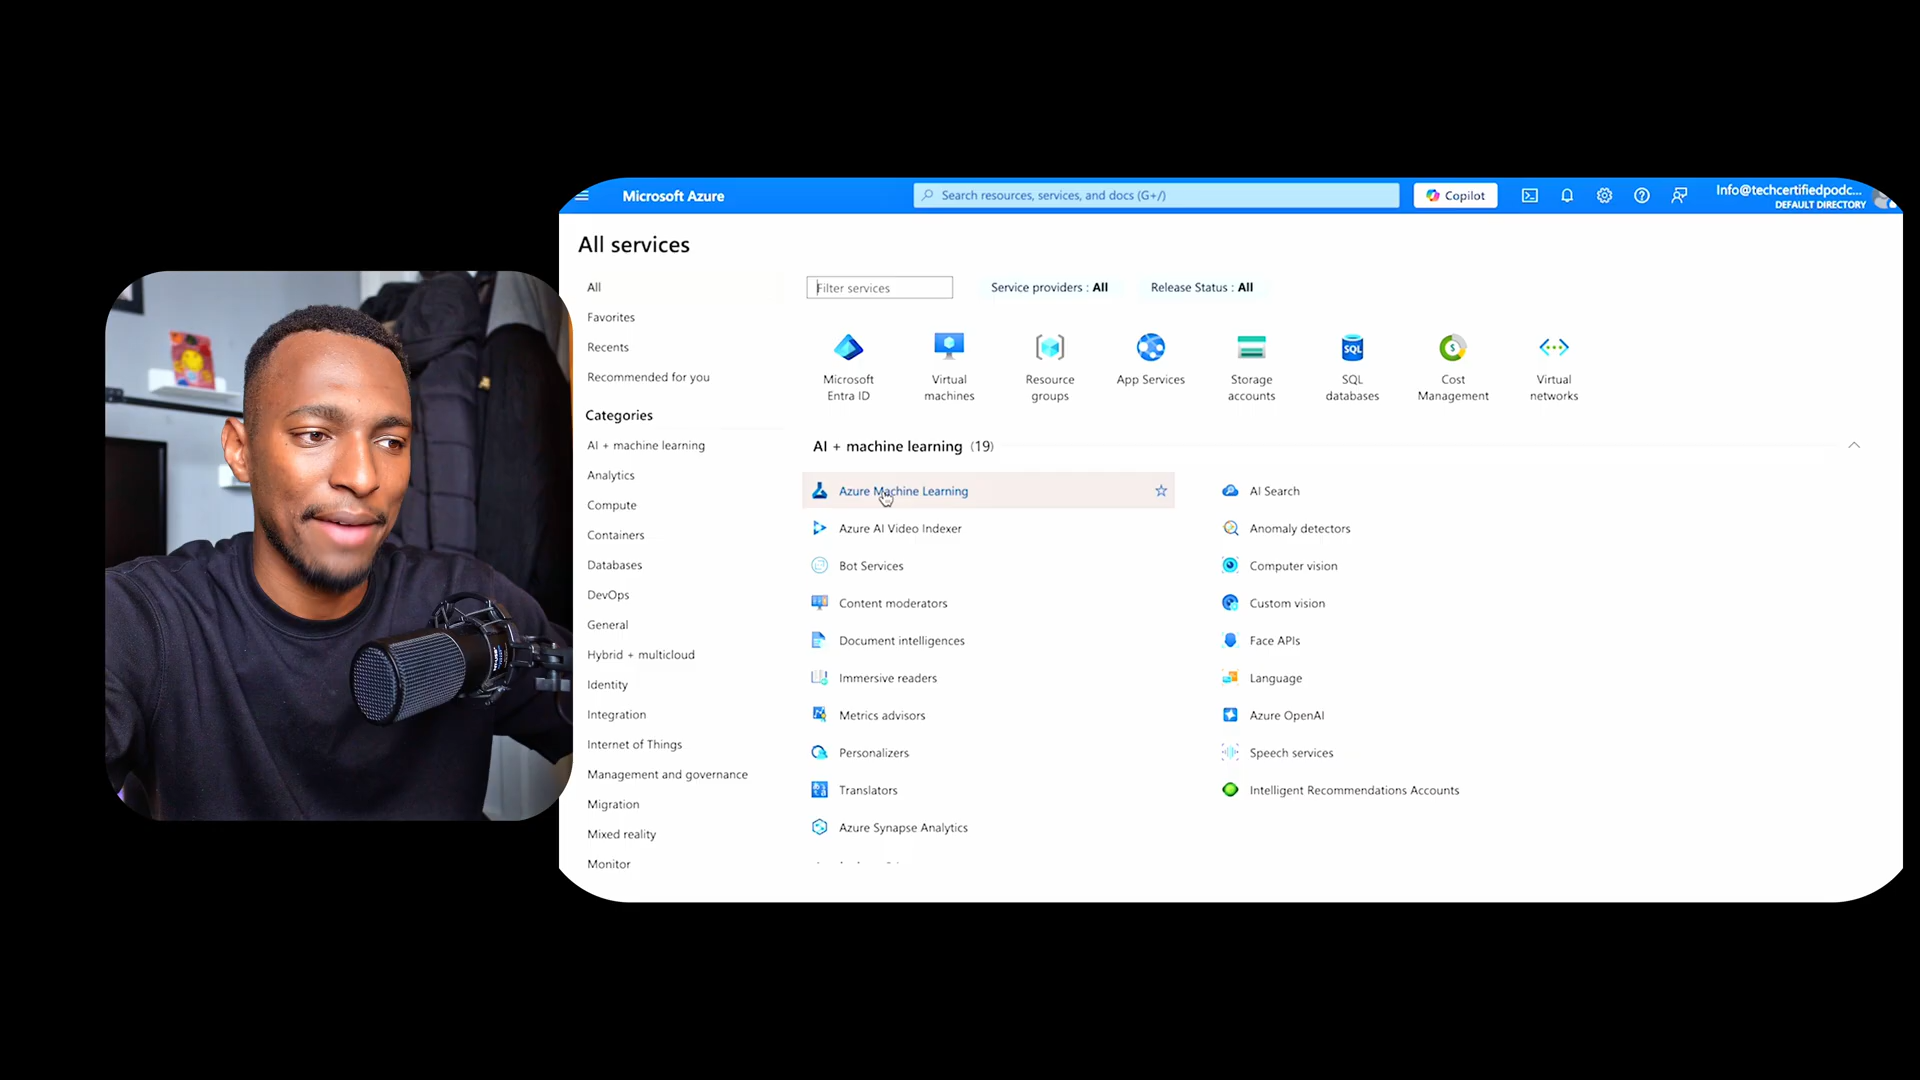 Microsoft Azure
Search resources, services, and docs (G+/)
Copilot
Info@techcertifiedpodc...
DEFAULT DIRECTORY
All services
All
Favorites
Recents
Recommended for you
Categories
AI + machine learning
Analytics
Compute
Containers
Databases
DevOps
General
Hybrid + multicloud
Identity
Integration
Internet of Things
Management and governance
Migration
Mixed reality
Monitor
Filter services
Service providers : All
Release Status : All
Microsoft
Entra ID
Virtual
machines
Resource
groups
App Services
Storage
accounts
SQL
SQL
databases
Cost
Management
Virtual
networks
AI + machine learning (19)
Azure Machine Learning
Azure AI Video Indexer
Bot Services
Content moderators
Document intelligences
Immersive readers
Metrics advisors
Personalizers
Translators
Azure Synapse Analytics
AI Search
Anomaly detectors
Computer vision
Custom vision
Face APIs
Language
Azure OpenAI
Speech services
Intelligent Recommendations Accounts